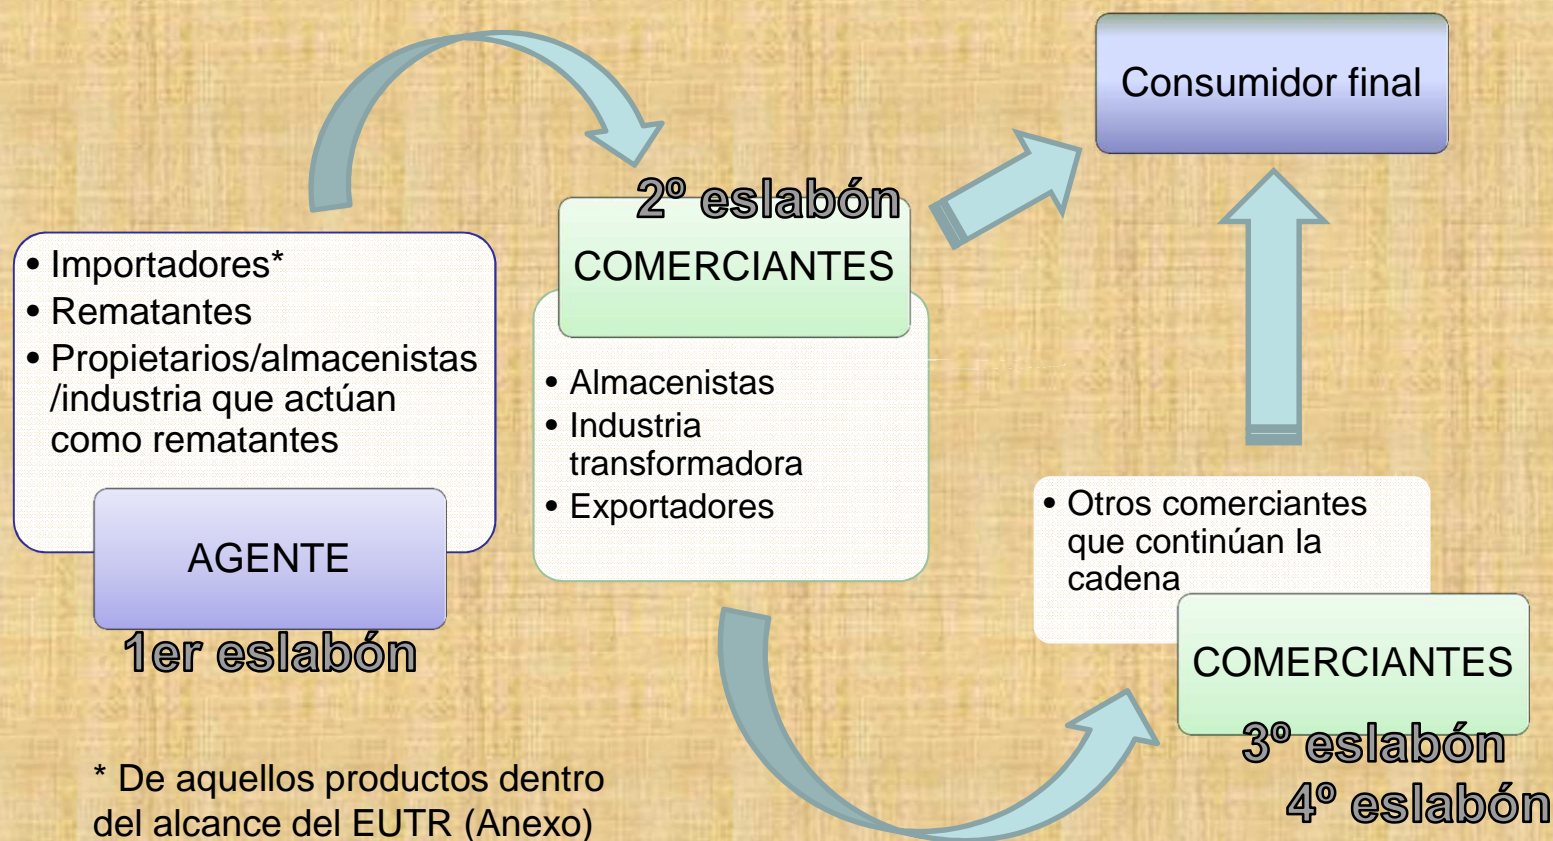 • Importadores*
• Rematantes
• Propietarios/almacenistas
/industria que actúan
como rematantes
AGENTE
1er eslabón
2º eslabón
COMERCIANTES
• Almacenistas
• Industria
transformadora
• Exportadores
Consumidor final
• Otros comerciantes
que continúan la
cadena
COMERCIANTES
3º eslabón
4º eslabón
* De aquellos productos dentro
del alcance del EUTR (Anexo)